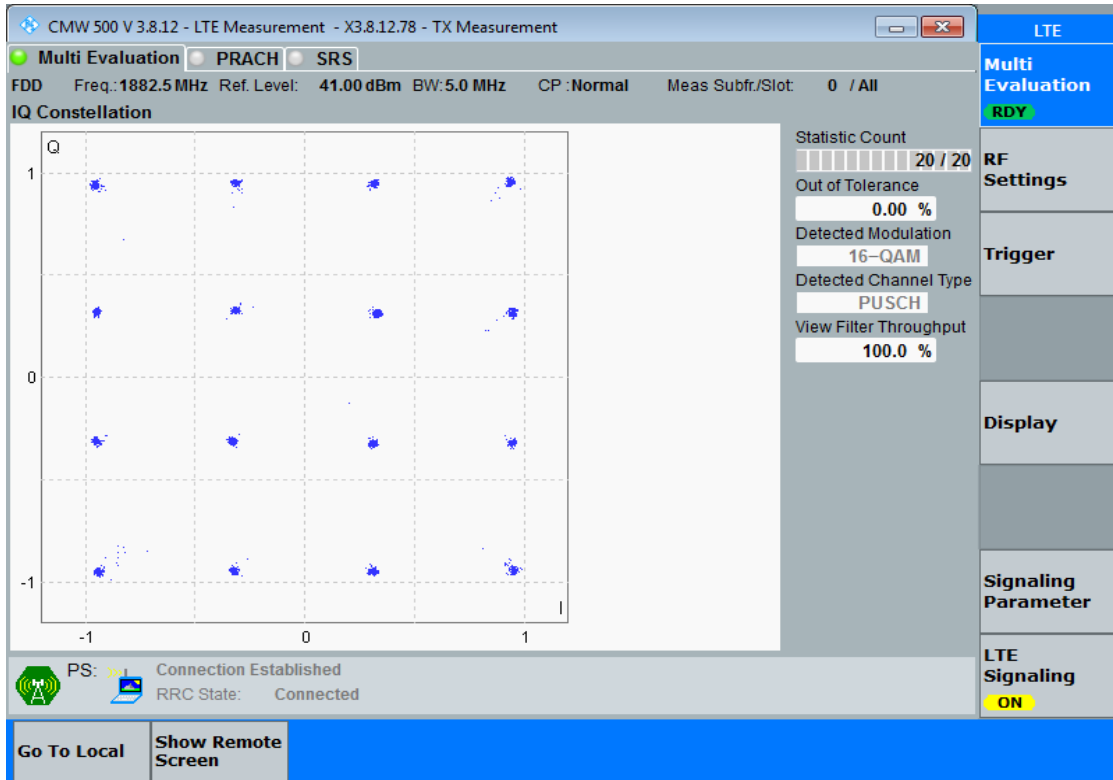 CMW 500 V 3.8.12 - LTE Measurement - X3.8.12.78 - TX Measurement
LTE
Multi Evaluation PRACH SRS
FDD Freq.:1882.5 MHz Ref. Level: 41.00 dBm BW:5.0 MHz CP :Normal Meas Subfr./Slot: 0 / All
IQ Constellation
Q
1
0
-1
-1 0 1
I
Statistic Count
20 / 20
Out of Tolerance
0.00 %
Detected Modulation
16-QAM
Detected Channel Type
PUSCH
View Filter Throughput
100.0 %
Multi
Evaluation
RDY
RF
Settings
Trigger
Display
Signaling
Parameter
LTE
Signaling
ON
PS: Connection Established
RRC State: Connected
Go To Local
Show Remote
Screen